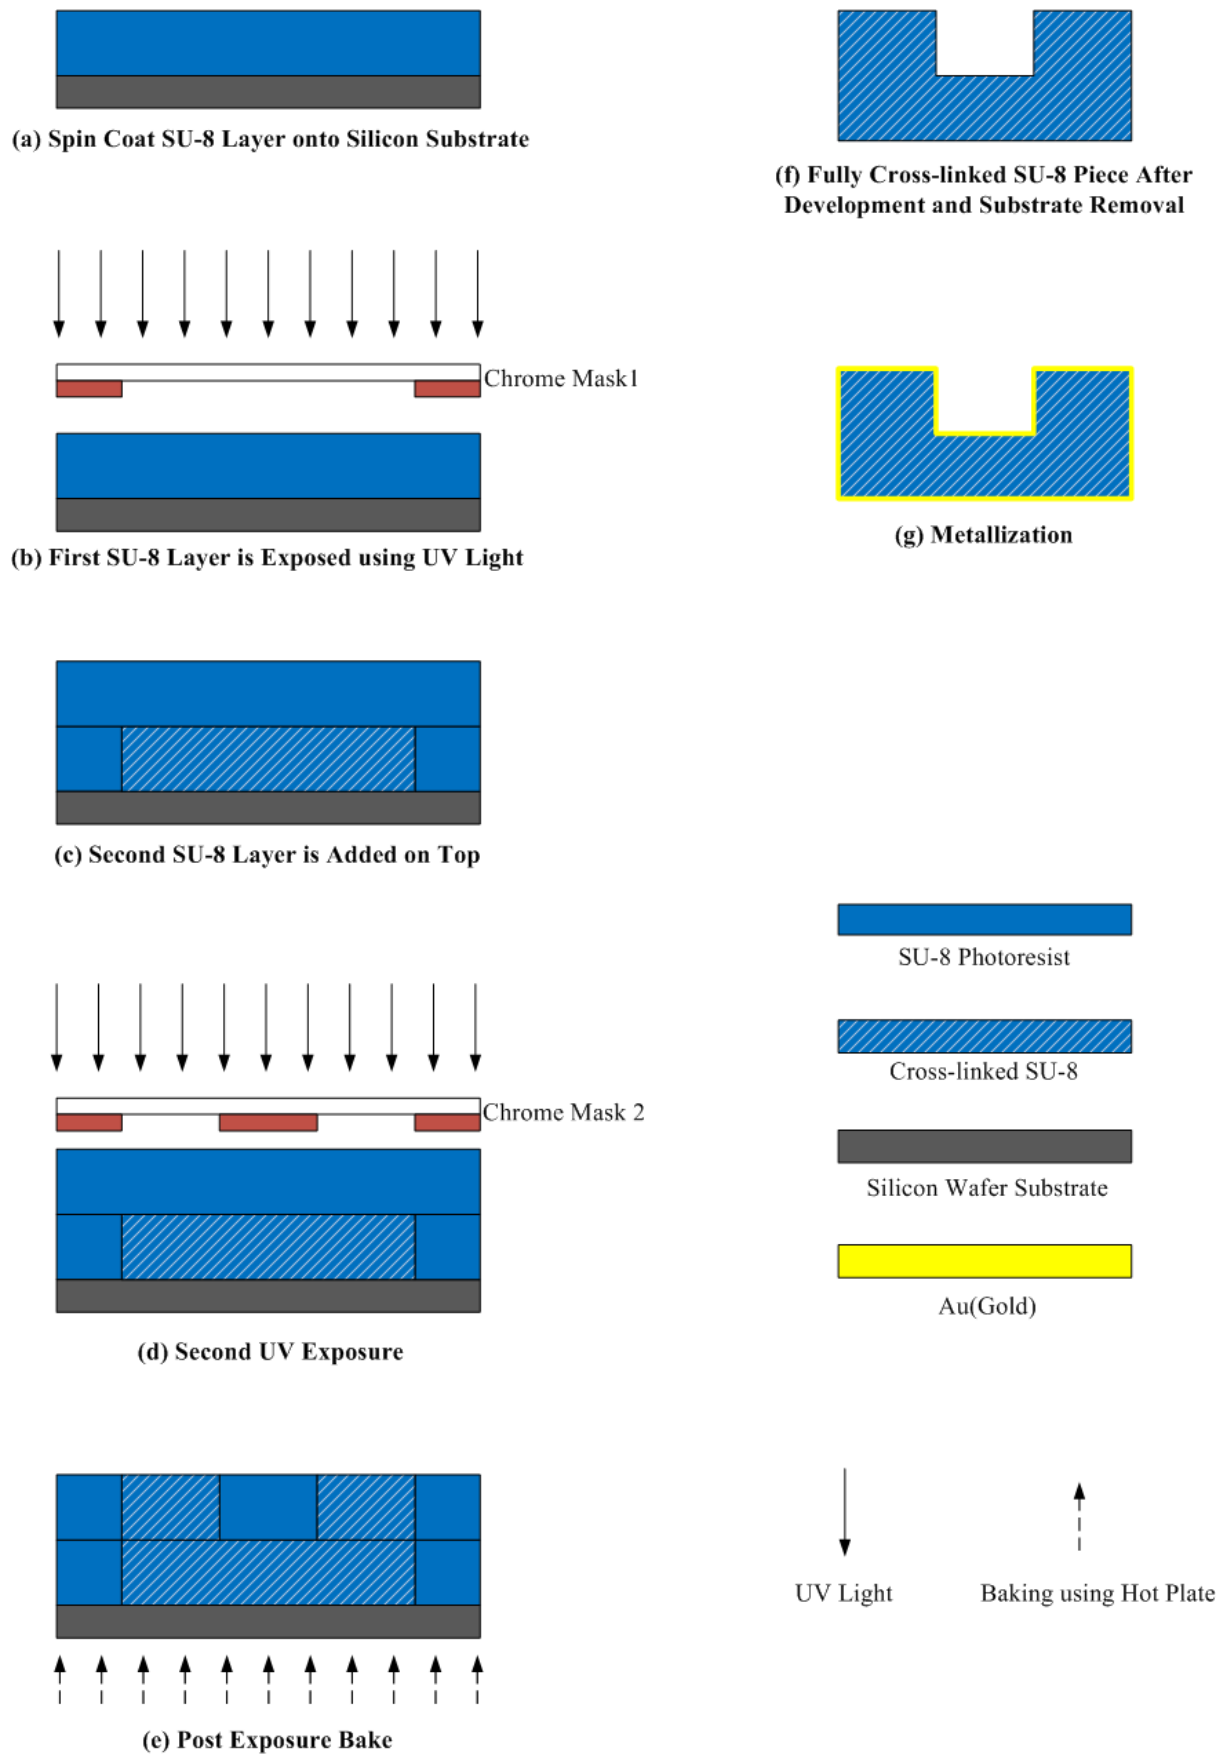 (a) Spin Coat SU-8 Layer onto Silicon Substrate
Chrome Mask1
(b) First SU-8 Layer is Exposed using UV Light
(c) Second SU-8 Layer is Added on Top
Chrome Mask 2
(d) Second UV Exposure
(e) Post Exposure Bake
(f) Fully Cross-linked SU-8 Piece After
Development and Substrate Removal
(g) Metallization
SU-8 Photoresist
Cross-linked SU-8
Silicon Wafer Substrate
Au(Gold)
UV Light
Baking using Hot Plate